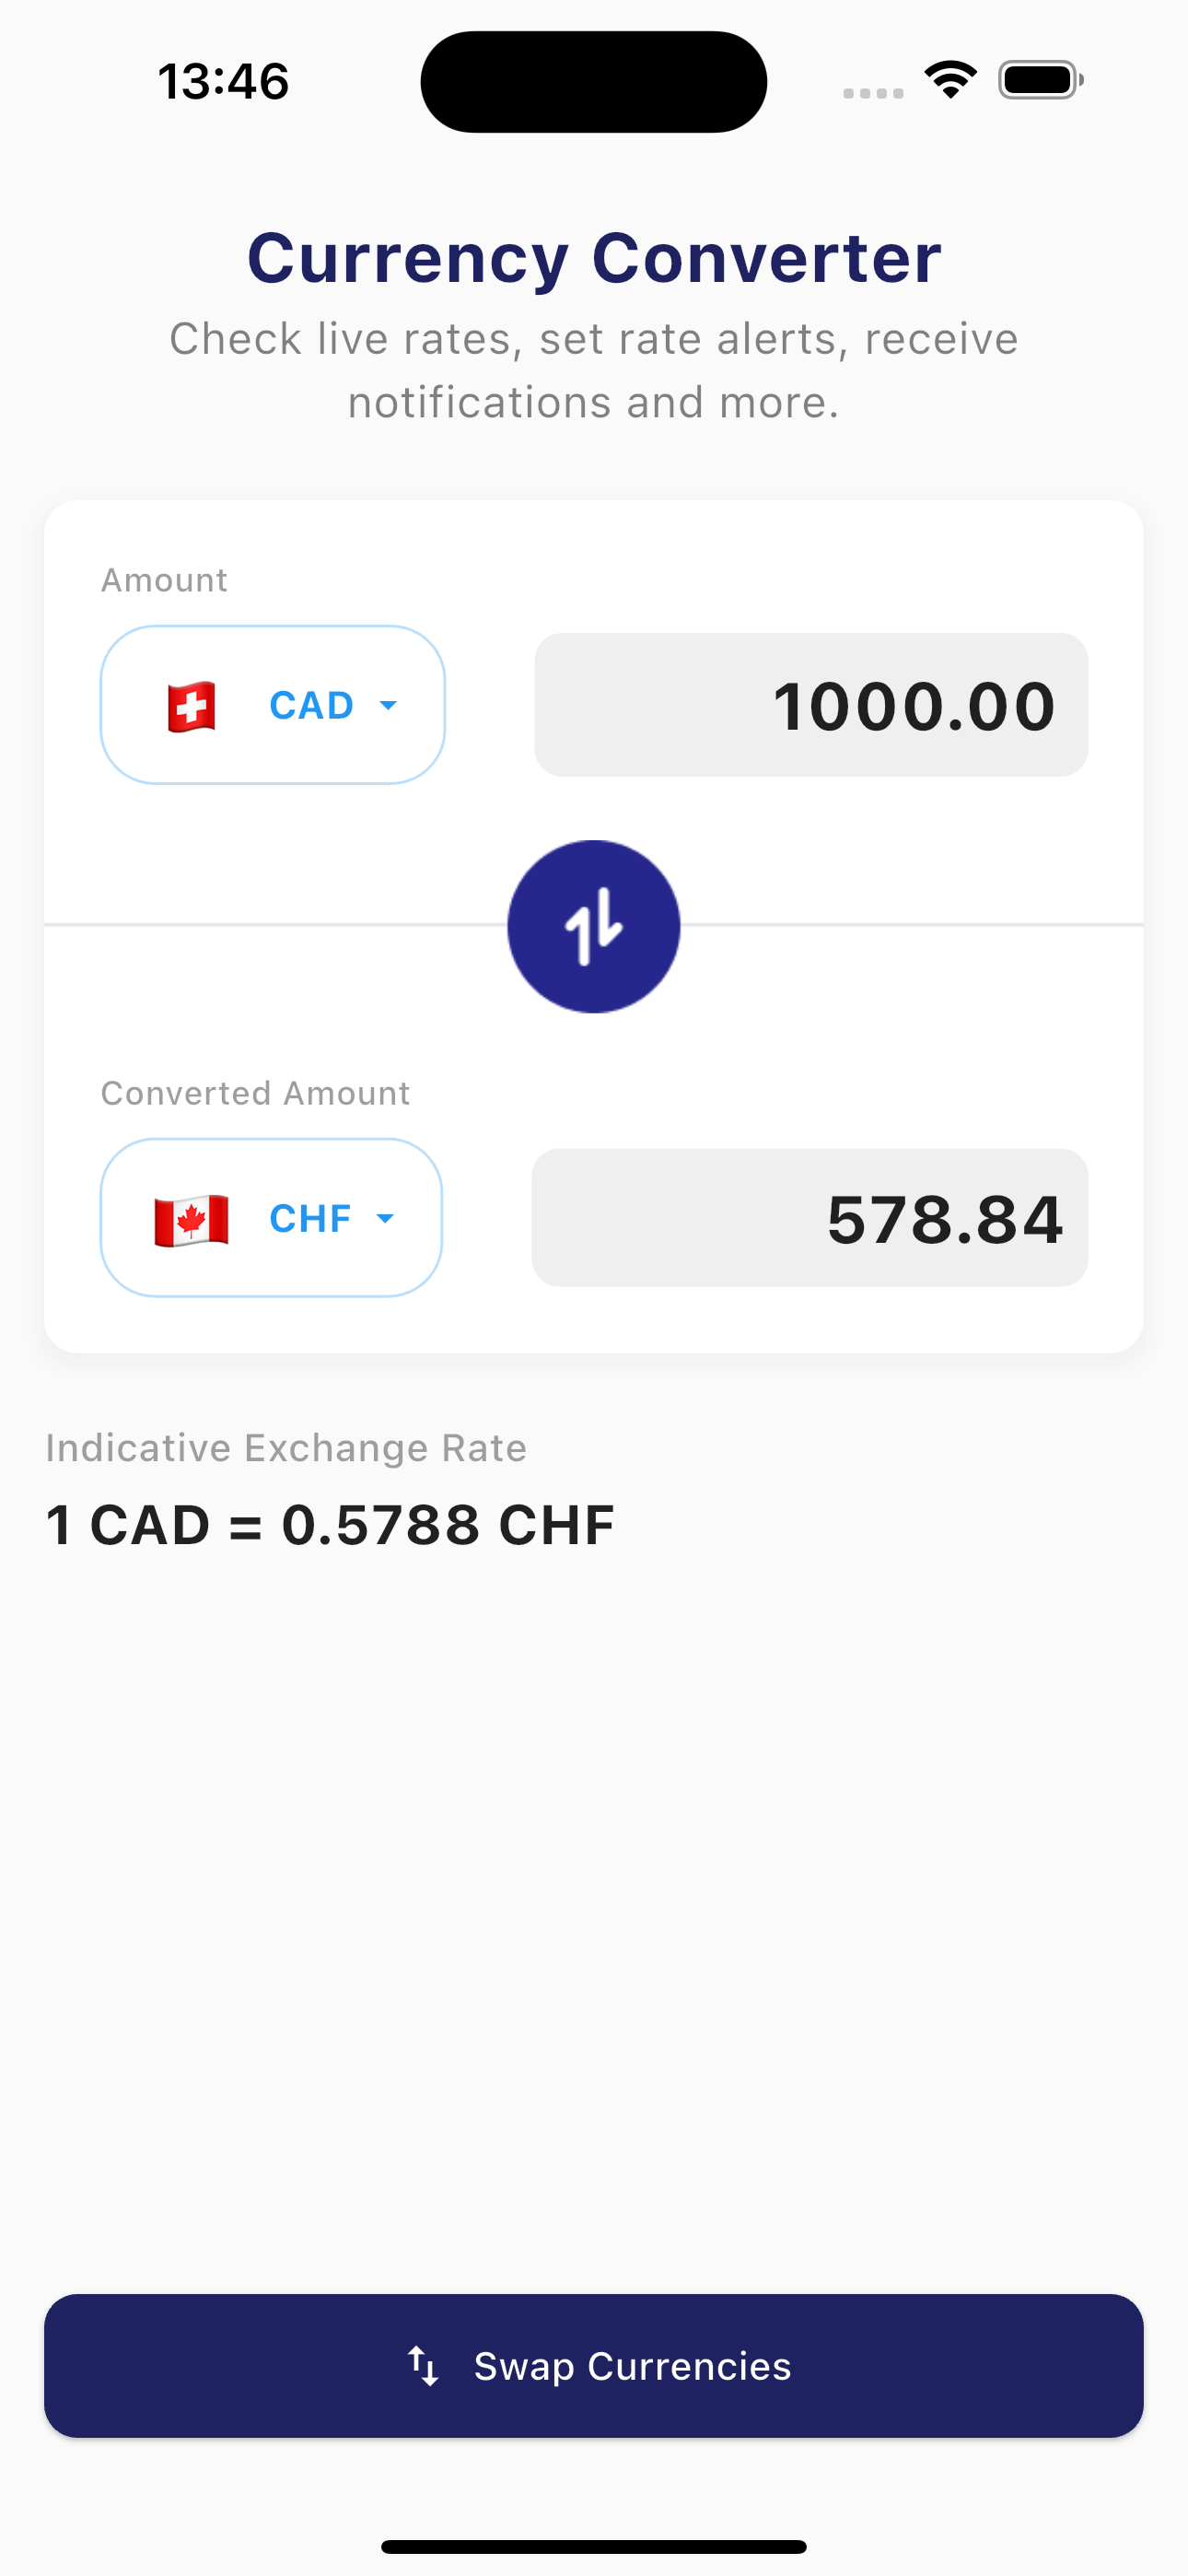 13:46
Currency Converter
Check live rates, set rate alerts, receive
notifications and more.
Amount
CAD
1000.00
Converted Amount
CHF
578.84
Indicative Exchange Rate
1 CAD = 0.5788 CHF
Swap Currencies